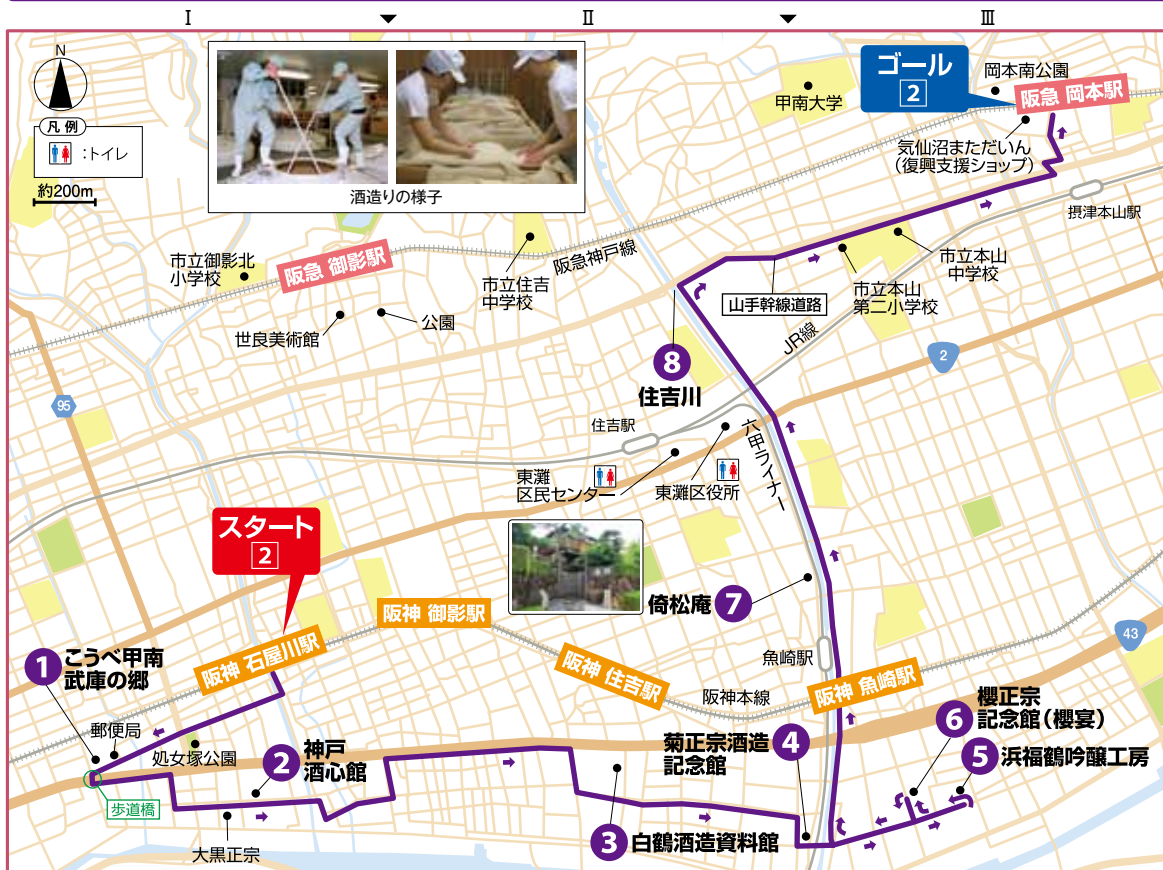 I
II
III
N
凡例
:トイレ
約200m
酒造りの様子
ゴール
2
岡本南公園
阪急 岡本駅
甲南大学
気仙沼まただいん
(復興支援ショップ)
摂津本山駅
市立御影北
小学校
阪急 御影駅
市立住吉
中学校
阪急神戸線
世良美術館
公園
山手幹線道路
市立本山
第二小学校
市立本山
中学校
JR線
2
95
8
住吉川
住吉駅
六甲ライナー
東灘
区民センター
東灘区役所
スタート
2
阪神 石屋川駅
阪神 御影駅
阪神 住吉駅
阪神本線
倚松庵
7
魚崎駅
阪神 魚崎駅
43
1
こうべ甲南
武庫の郷
郵便局
処女塚公園
歩道橋
2
神戸
酒心館
大黒正宗
3
白鶴酒造資料館
菊正宗酒造
記念館
4
6
櫻正宗
記念館(櫻宴)
5
浜福鶴吟醸工房